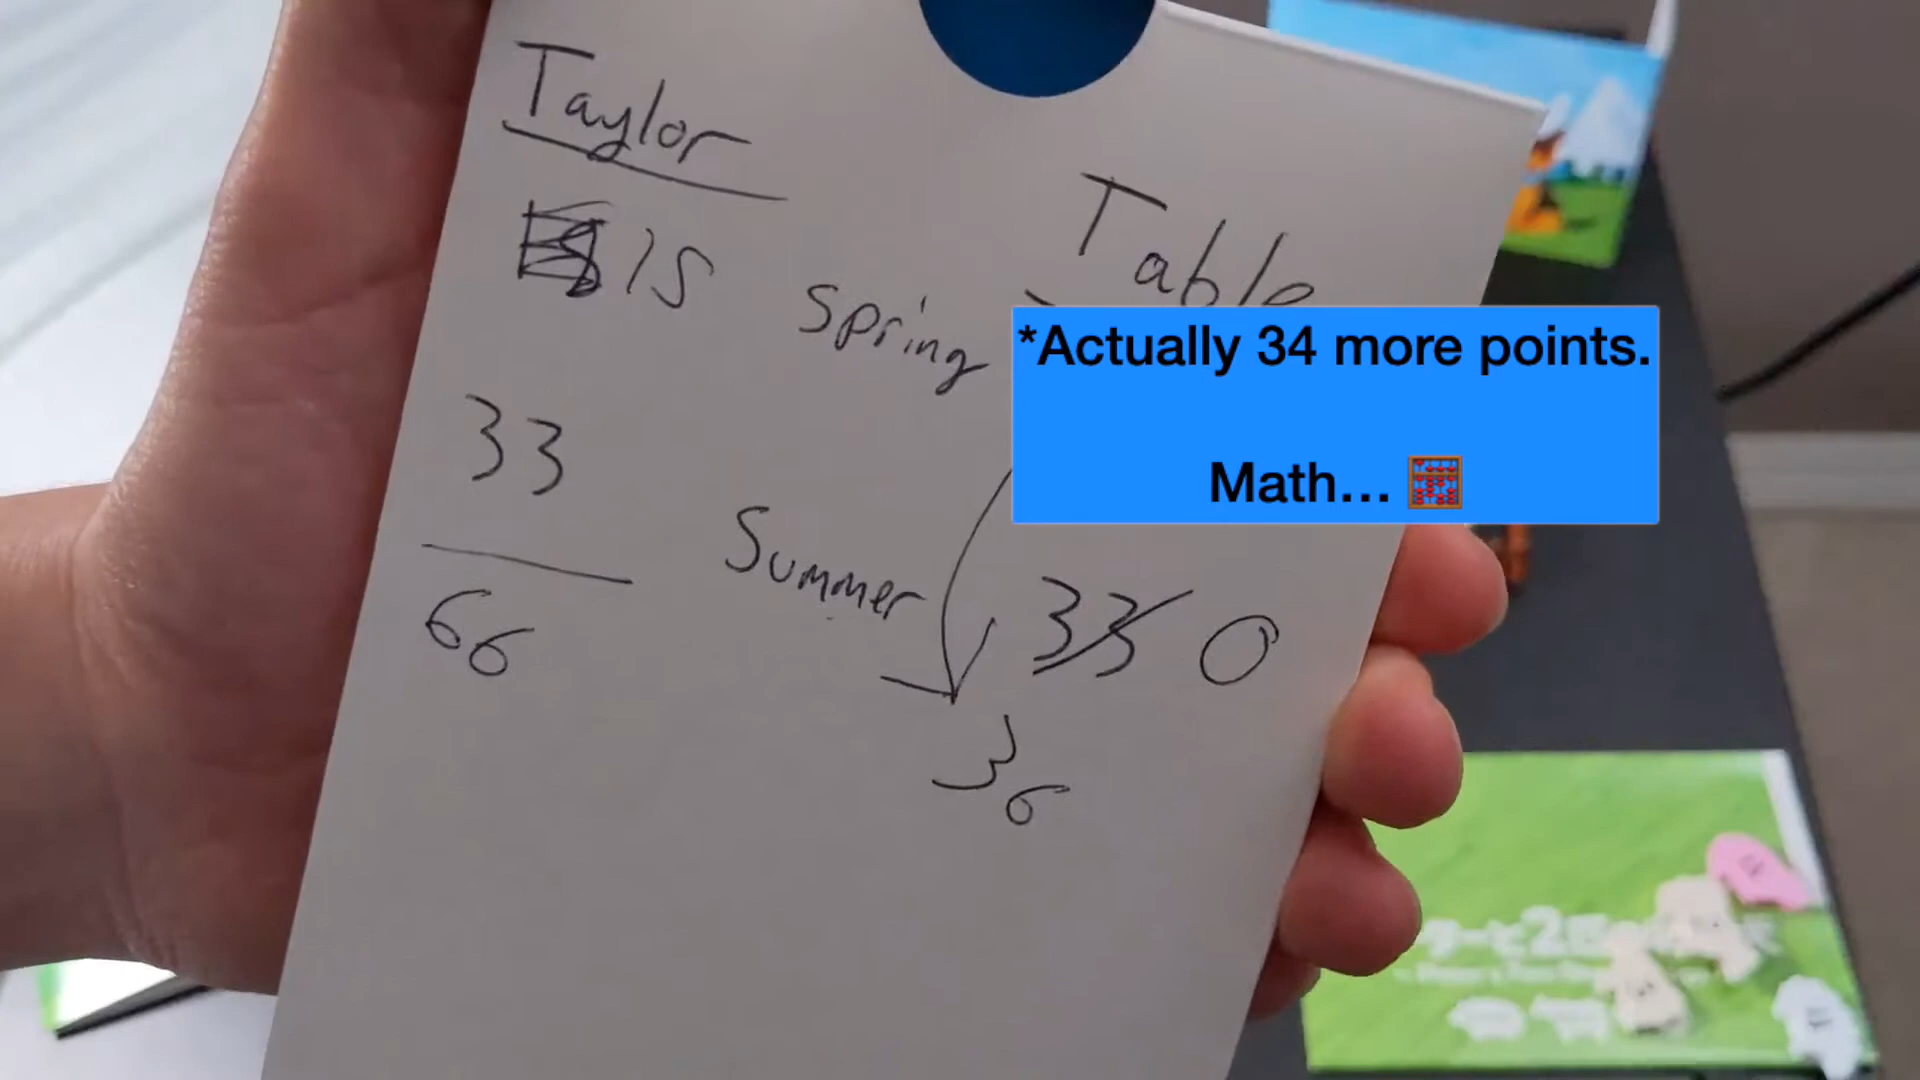 Taylor
15
Spring
Table
*Actually 34 more points.
Math...
33
Summer
33 0
66
36